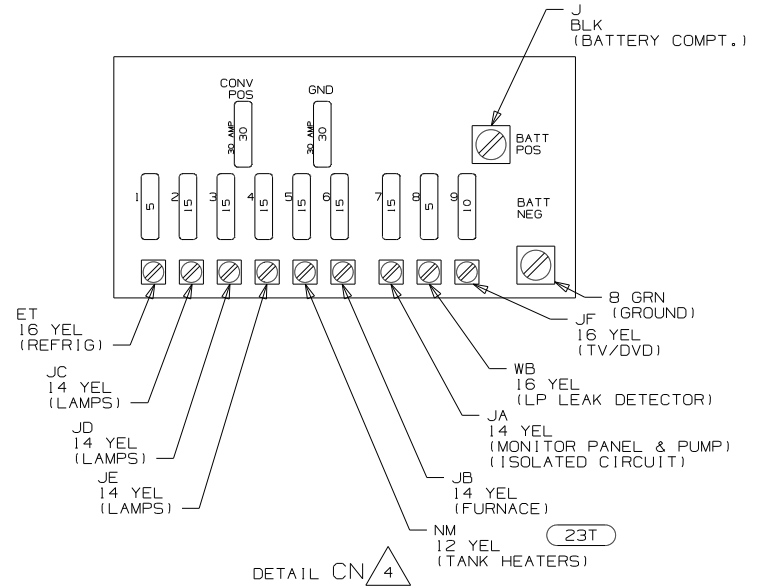 J
BLK
(BATTERY COMPT.)
CONV
POS
GND
30 AMP
30
30 AMP
30
BATT
POS
1
2
3
4
5
6
7
8
9
5
15
15
15
15
15
15
5
10
BATT
NEG
8 GRN
(GROUND)
ET
16 YEL
(REFRIG)
JF
16 YEL
(TV/DVD)
JC
14 YEL
(LAMPS)
WB
16 YEL
(LP LEAK DETECTOR)
JD
14 YEL
(LAMPS)
JA
14 YEL
(MONITOR PANEL & PUMP)
(ISOLATED CIRCUIT)
JE
14 YEL
(LAMPS)
JB
14 YEL
(FURNACE)
NM
12 YEL
(TANK HEATERS)
23T
DETAIL CN 4